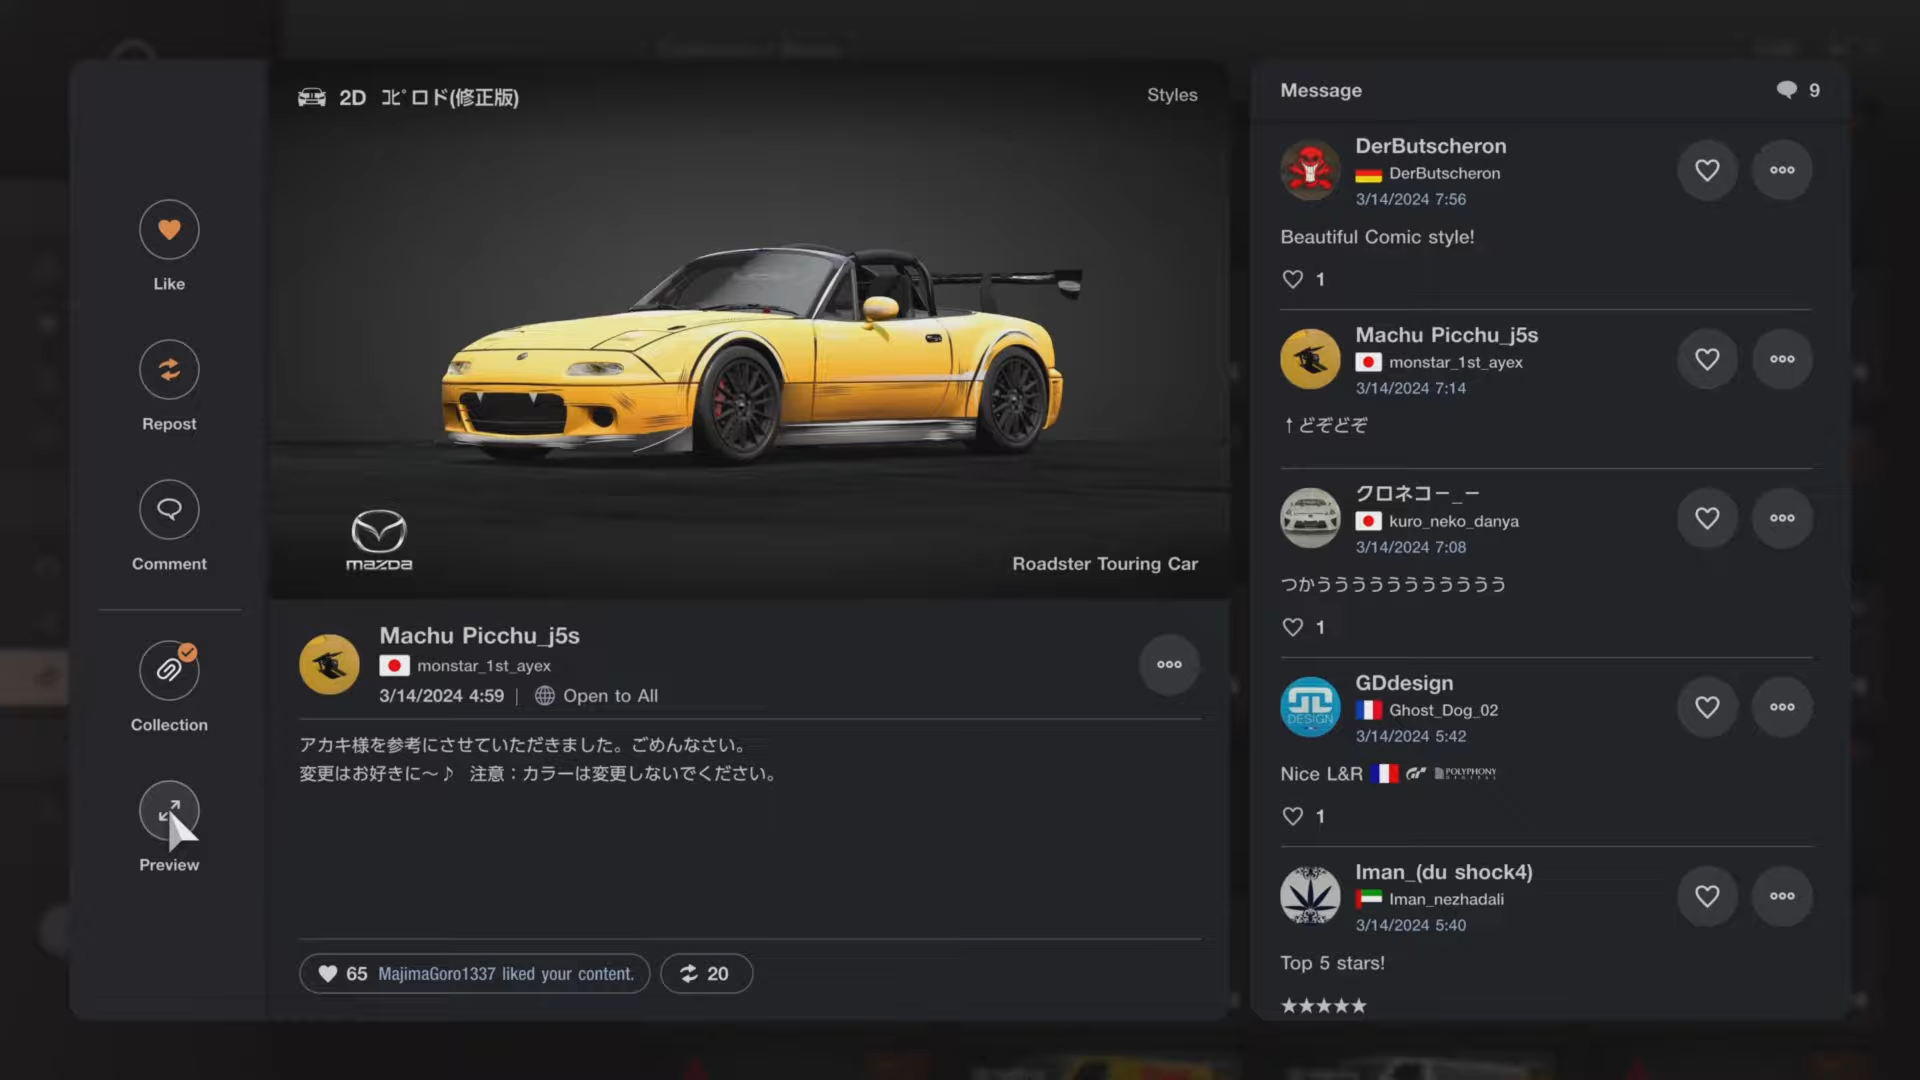 2D コピロド(修正版)
Styles
mazda
Roadster Touring Car
Like
Repost
Comment
Collection
Preview
Machu Picchu_j5s
monstar_1st_ayex
3/14/2024 4:59 | Open to All
アカキ様を参考にさせていただきました。ごめんなさい。
変更はお好きに〜♪ 注意：カラーは変更しないでください。
65 MajimaGoro1337 liked your content.
20
Message
9
DerButscheron
DerButscheron
3/14/2024 7:56
Beautiful Comic style!
1
Machu Picchu_j5s
monstar_1st_ayex
3/14/2024 7:14
↑どぞどぞ
クロネコー_ー
kuro_neko_danya
3/14/2024 7:08
つかううううううううううう
1
GDdesign
Ghost_Dog_02
3/14/2024 5:42
DESIGN
Nice L&R GT POLYPHONY DIGITAL
1
Iman_(du shock4)
Iman_nezhadali
3/14/2024 5:40
Top 5 stars!
★★★★★